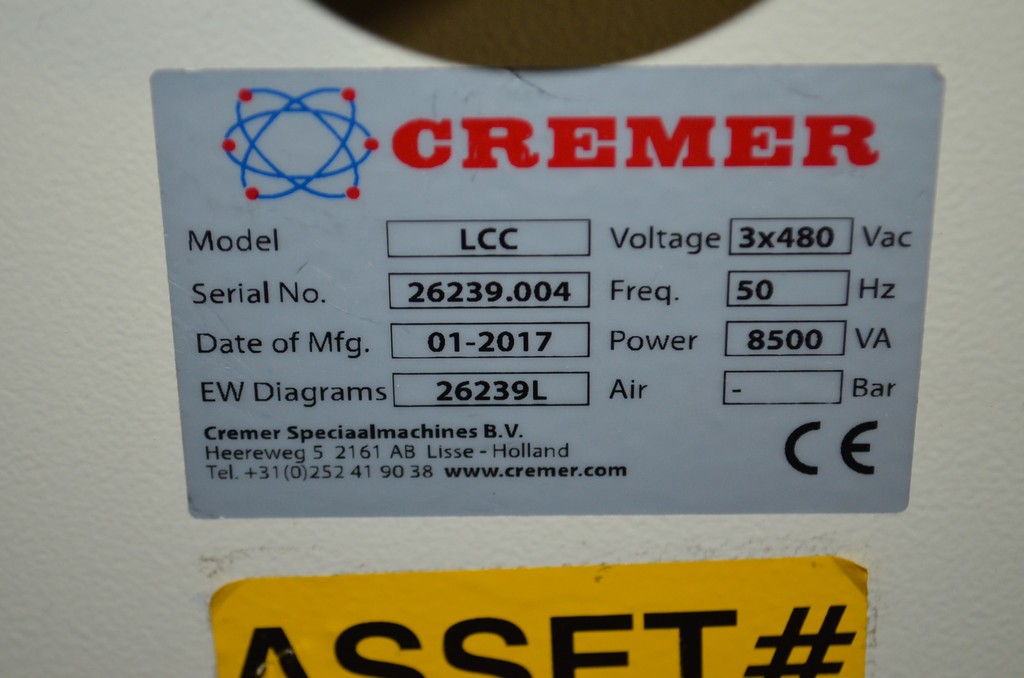 CREMER
Model LCC Voltage 3x480 Vac
Serial No. 26239.004 Freq. 50 Hz
Date of Mfg. 01-2017 Power 8500 VA
EW Diagrams 26239L Air - Bar
Cremer Speciaalmachines B.V.
Heereweg 5 2161 AB Lisse - Holland
Tel. +31(0)252 41 90 38 www.cremer.com
CE
ASSET#